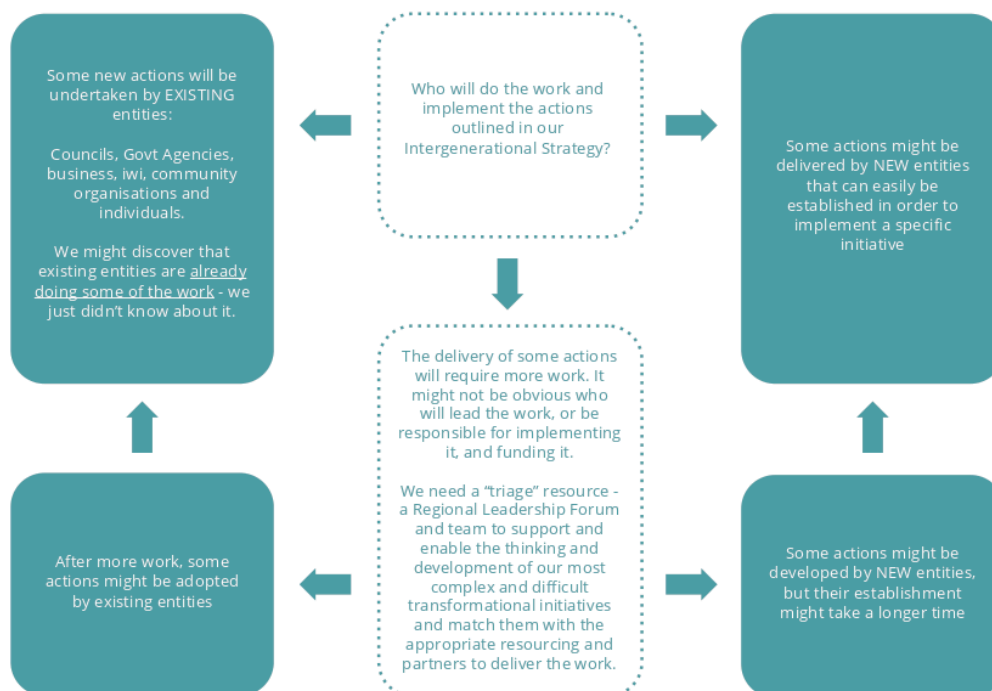 Some new actions will be
undertaken by EXISTING
entities:
Councils, Govt Agencies,
business, iwi, community
organisations and
individuals.
We might discover that
existing entities are already
doing some of the work - we
just didn't know about it.
Who will do the work and
implement the actions
outlined in our
Intergenerational Strategy?
Some actions might be
delivered by NEW entities
that can easily be
established in order to
implement a specific
initiative
The delivery of some actions
will require more work. It
might not be obvious who
will lead the work, or be
responsible for implementing
it, and funding it.
We need a “triage” resource -
a Regional Leadership Forum
and team to support and
enable the thinking and
development of our most
complex and difficult
transformational initiatives
and match them with the
appropriate resourcing and
partners to deliver the work.
After more work, some
actions might be adopted
by existing entities
Some actions might be
developed by NEW entities,
but their establishment
might take a longer time